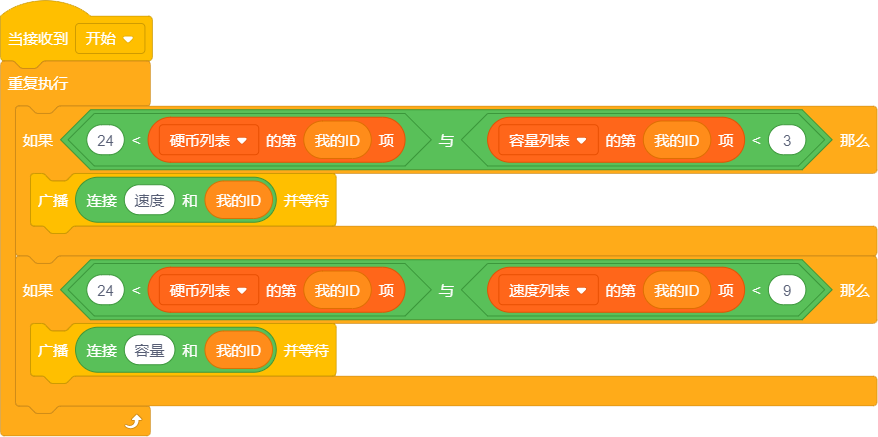 当接收到 开始
重复执行
如果 24 < 硬币列表 的第 我的ID 项 与 容量列表 的第 我的ID 项 < 3 那么
广播 连接 速度 和 我的ID 并等待
如果 24 < 硬币列表 的第 我的ID 项 与 速度列表 的第 我的ID 项 < 9 那么
广播 连接 容量 和 我的ID 并等待